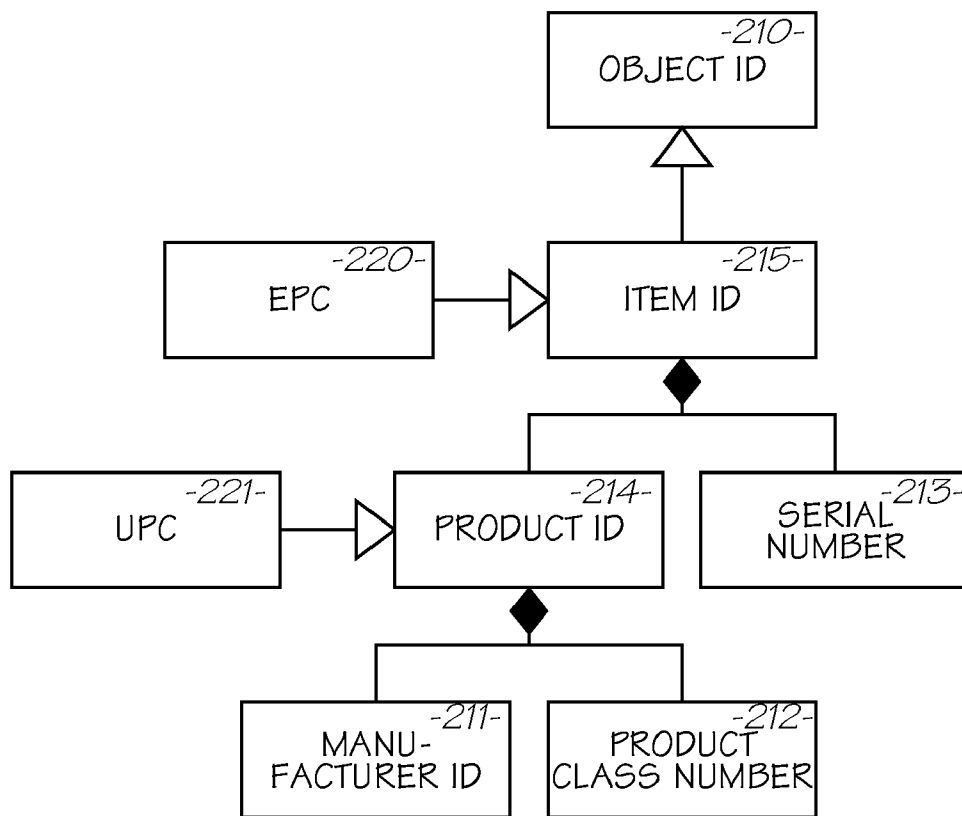 -210-
OBJECT ID
-220-
EPC
-215-
ITEM ID
-221-
UPC
-214-
PRODUCT ID
-213-
SERIAL
NUMBER
-211-
MANU-
FACTURER ID
-212-
PRODUCT
CLASS NUMBER